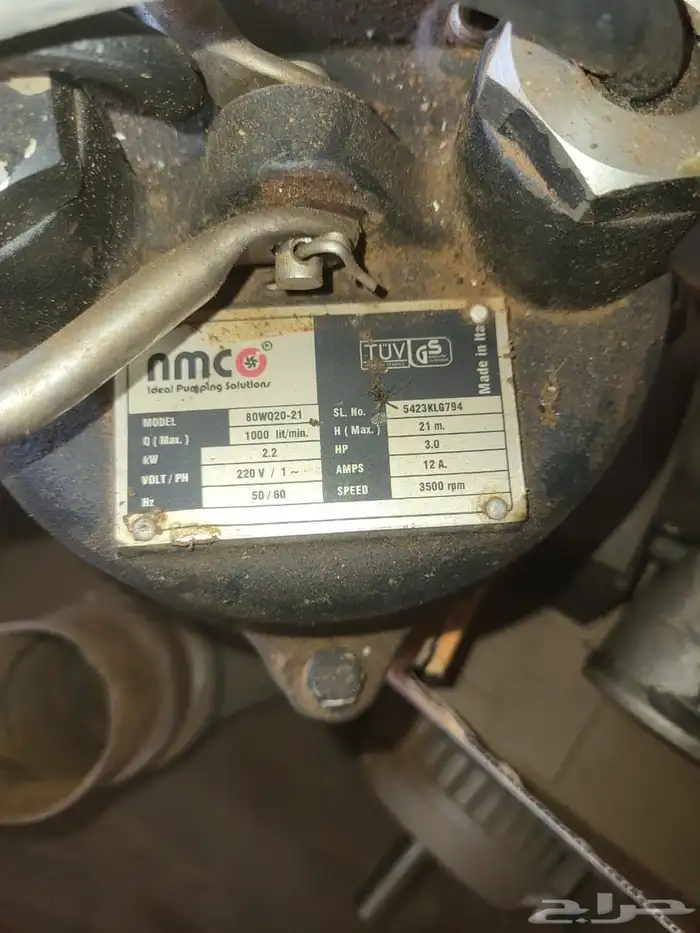 nmco®
Ideal Pumping Solutions
TÜV GS
Made in Ita
MODEL 80WQ20-21
SL. No. 5423KLG794
Q ( Max. ) 1000 lit/min.
H ( Max. ) 21 m.
kW 2.2
HP 3.0
VOLT / PH 220 V / 1 ~
AMPS 12 A.
Hz 50 / 60
SPEED 3500 rpm
حراج